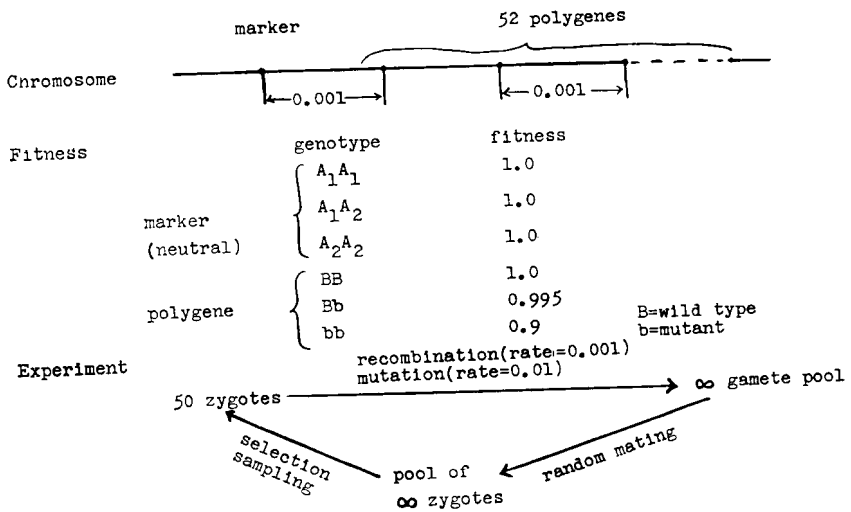 marker
52 polygenes
Chromosome
0.001
0.001
Fitness
genotype
fitness
A1A1
1.0
A1A2
1.0
marker
(neutral)
A2A2
1.0
BB
1.0
polygene
Bb
0.995
bb
0.9
B=wild type
b=mutant
Experiment
recombination(rate=0.001)
mutation(rate=0.01)
50 zygotes
∞ gamete pool
selection
sampling
random mating
pool of
∞ zygotes